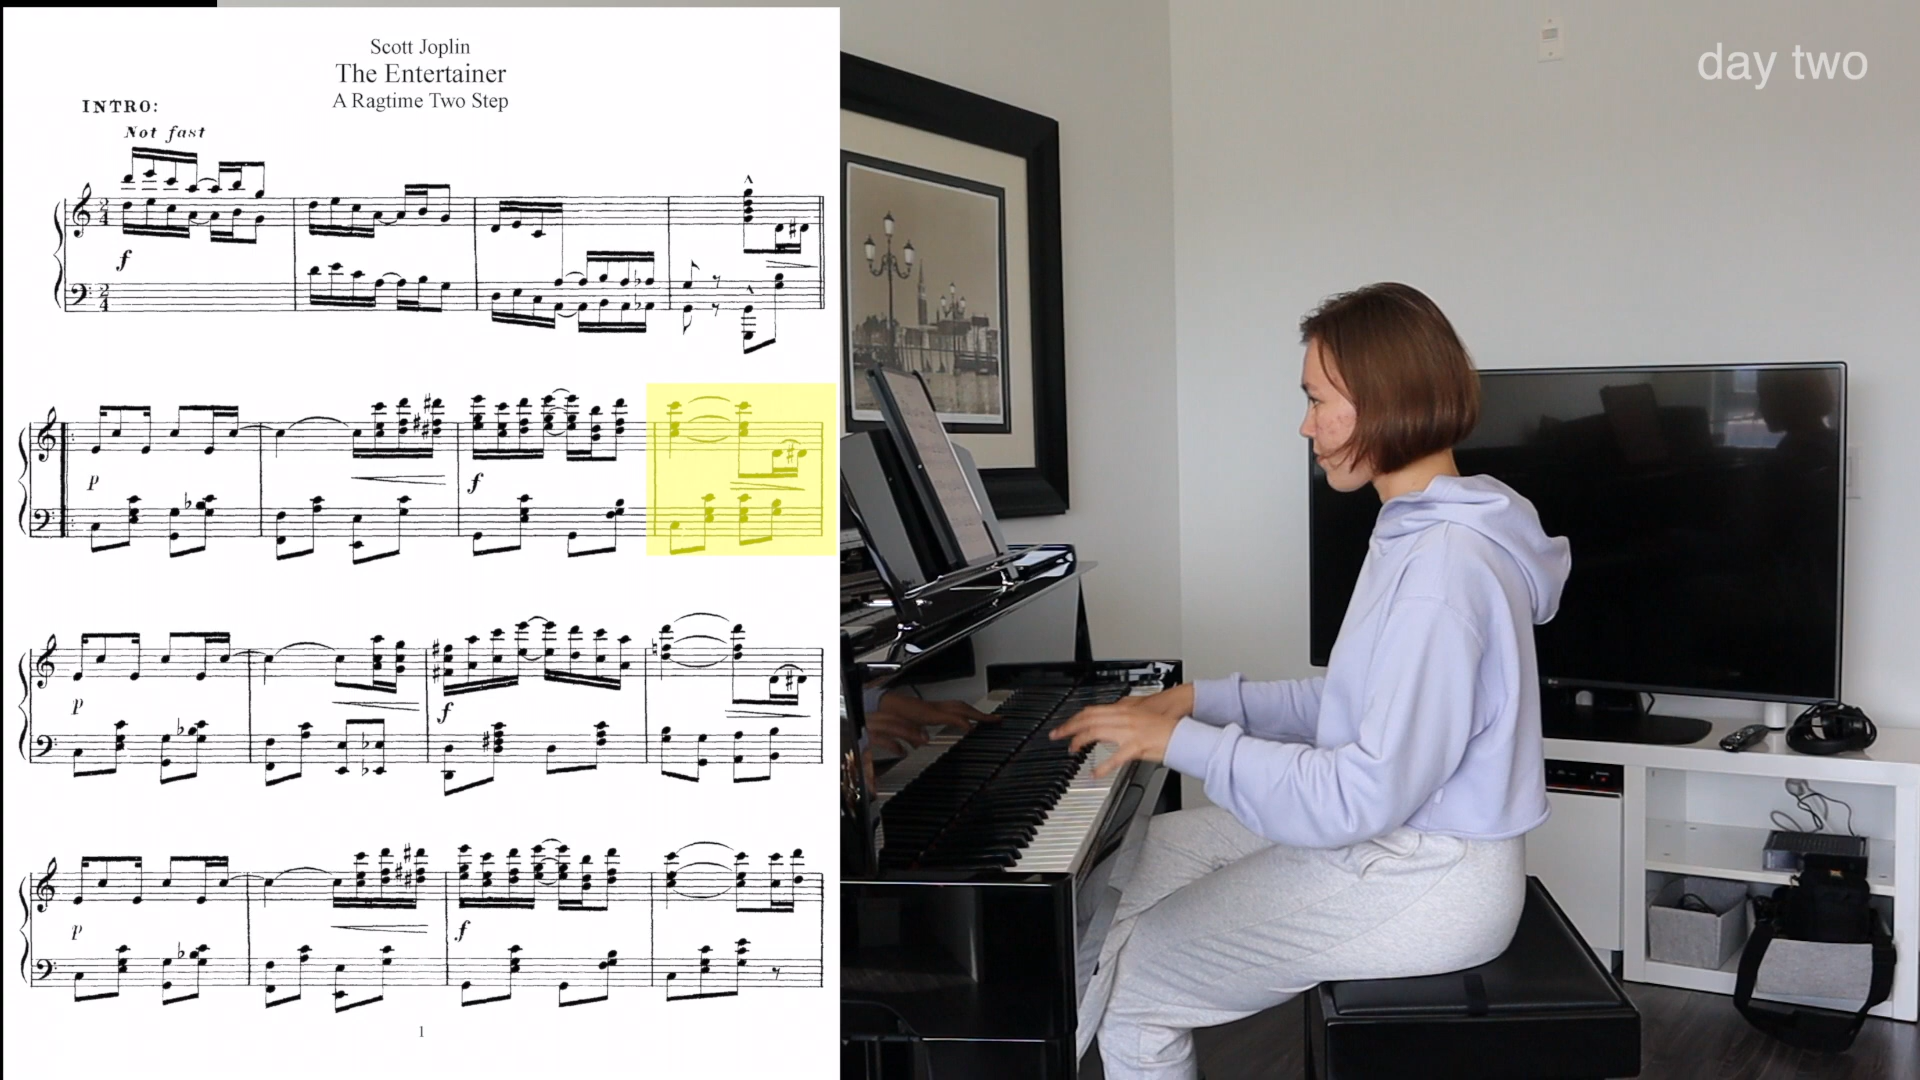 Scott Joplin
The Entertainer
A Ragtime Two Step
INTRO:
Not fast
f
p
f
p
f
p
f
1
day two